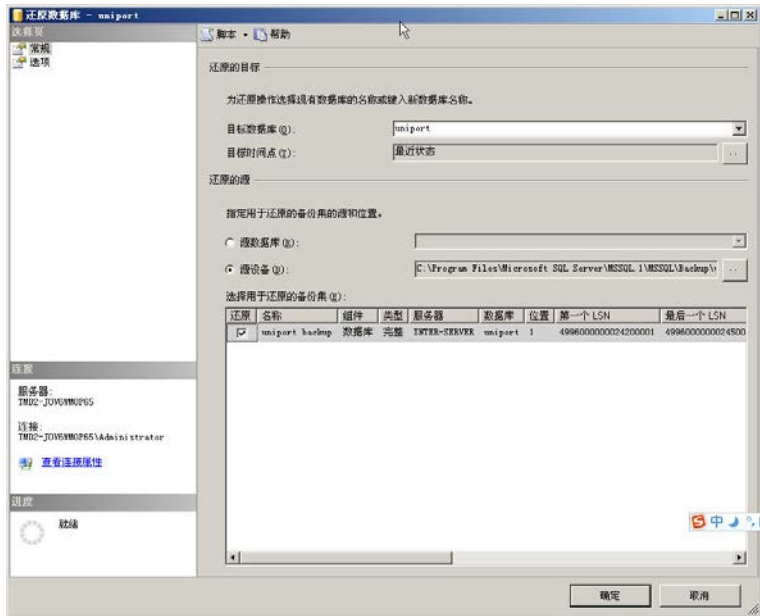 还原数据库 - uniport
选择页
常规
选项
脚本
帮助
还原的目标
为还原操作选择现有数据库的名称或键入新数据库名称。
目标数据库(O):
uniport
目标时间点(T):
最近状态
还原的源
指定用于还原的备份集的源和位置。
源数据库(R):
源设备(D):
C:\Program Files\Microsoft SQL Server\MSSQL.1\MSSQL\Backup\
选择用于还原的备份集(E):
还原 名称 组件 类型 服务器 数据库 位置 第一个 LSN 最后一个 LSN
uniport backup 数据库 完整 INTER-SERVER uniport 1 4996000000024200001 4996000000024500
连接
服务器:
TMD2-JOV6WMOP65
连接:
TMD2-JOV6WMOP65\Administrator
查看连接属性
进度
就绪
中
确定
取消